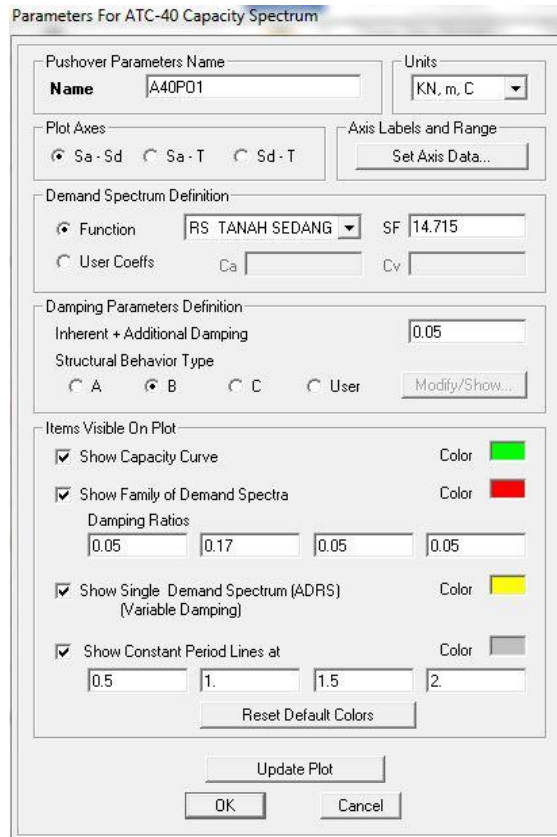 Parameters For ATC-40 Capacity Spectrum
Pushover Parameters Name
Units
Name A40PO1
KN, m, C
Plot Axes
Axis Labels and Range
Sa - Sd Sa - T Sd - T
Set Axis Data...
Demand Spectrum Definition
Function RS TANAH SEDANG SF 14.715
User Coeffs Ca Cv
Damping Parameters Definition
Inherent + Additional Damping 0.05
Structural Behavior Type
A B C User Modify/Show...
Items Visible On Plot
Show Capacity Curve Color
Show Family of Demand Spectra Color
Damping Ratios
0.05 0.17 0.05 0.05
Show Single Demand Spectrum (ADRS) Color
(Variable Damping)
Show Constant Period Lines at Color
0.5 1. 1.5 2.
Reset Default Colors
Update Plot
OK Cancel